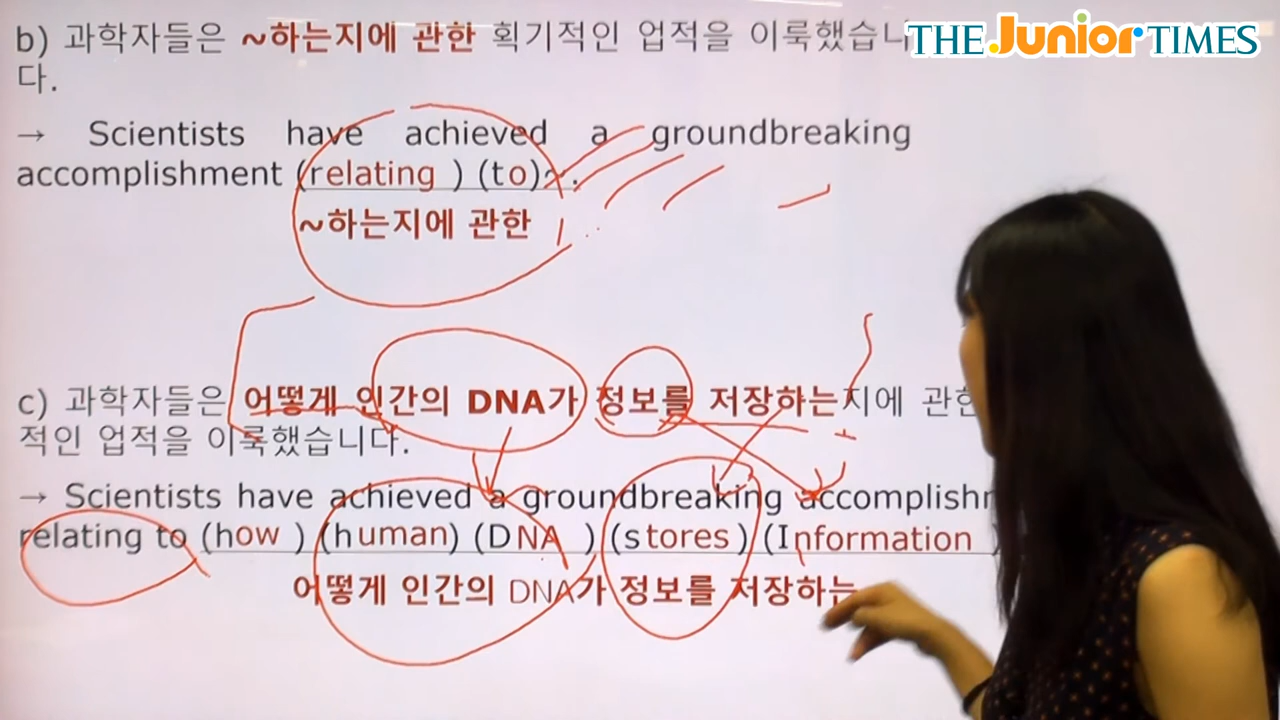 THE Junior TIMES
b) 과학자들은 ~하는지에 관한 획기적인 업적을 이룩했습니
다.
→ Scientists have achieved a groundbreaking
accomplishment (relating ) (to)~.
~하는지에 관한
c) 과학자들은 어떻게 인간의 DNA가 정보를 저장하는지에 관한
적인 업적을 이룩했습니다.
→ Scientists have achieved a groundbreaking
relating to (how ) (human) (DNA ) (stores) (Information )
어떻게 인간의 DNA가 정보를 저장하는